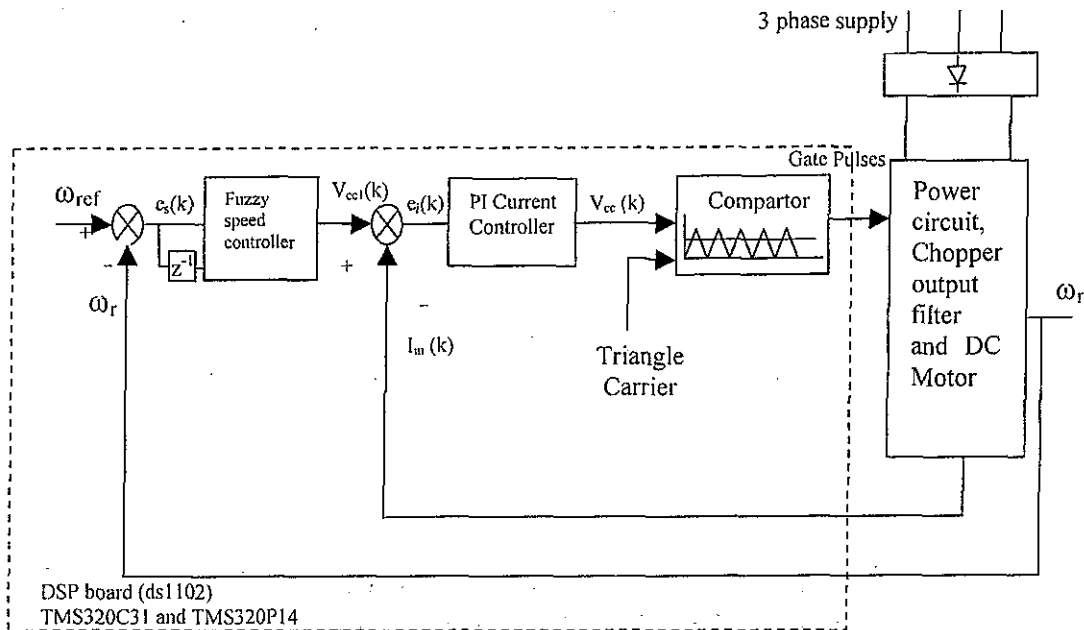 3 phase supply
Gate Pulses
ωref
+
-
ωr
es(k)
z-1
Fuzzy
speed
controller
Vcc1(k)
+
-
ei(k)
PI Current
Controller
Vcc (k)
Compartor
Triangle
Carrier
Im (k)
Power
circuit,
Chopper
output
filter
and DC
Motor
ωr
DSP board (ds1102)
TMS320C31 and TMS320P14